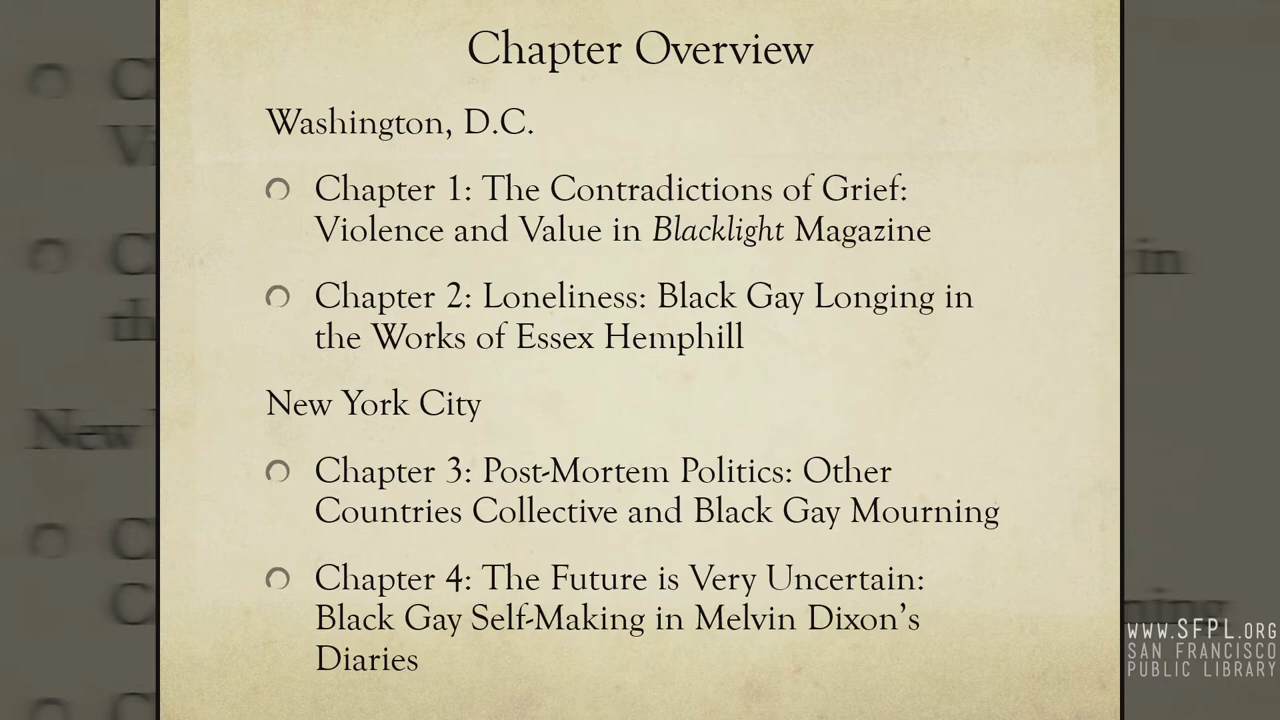 Chapter Overview
Washington, D.C.
Chapter 1: The Contradictions of Grief:
Violence and Value in Blacklight Magazine
Chapter 2: Loneliness: Black Gay Longing in
the Works of Essex Hemphill
New York City
Chapter 3: Post-Mortem Politics: Other
Countries Collective and Black Gay Mourning
Chapter 4: The Future is Very Uncertain:
Black Gay Self-Making in Melvin Dixon’s
Diaries
WWW.SFPL.ORG
SAN FRANCISCO
PUBLIC LIBRARY